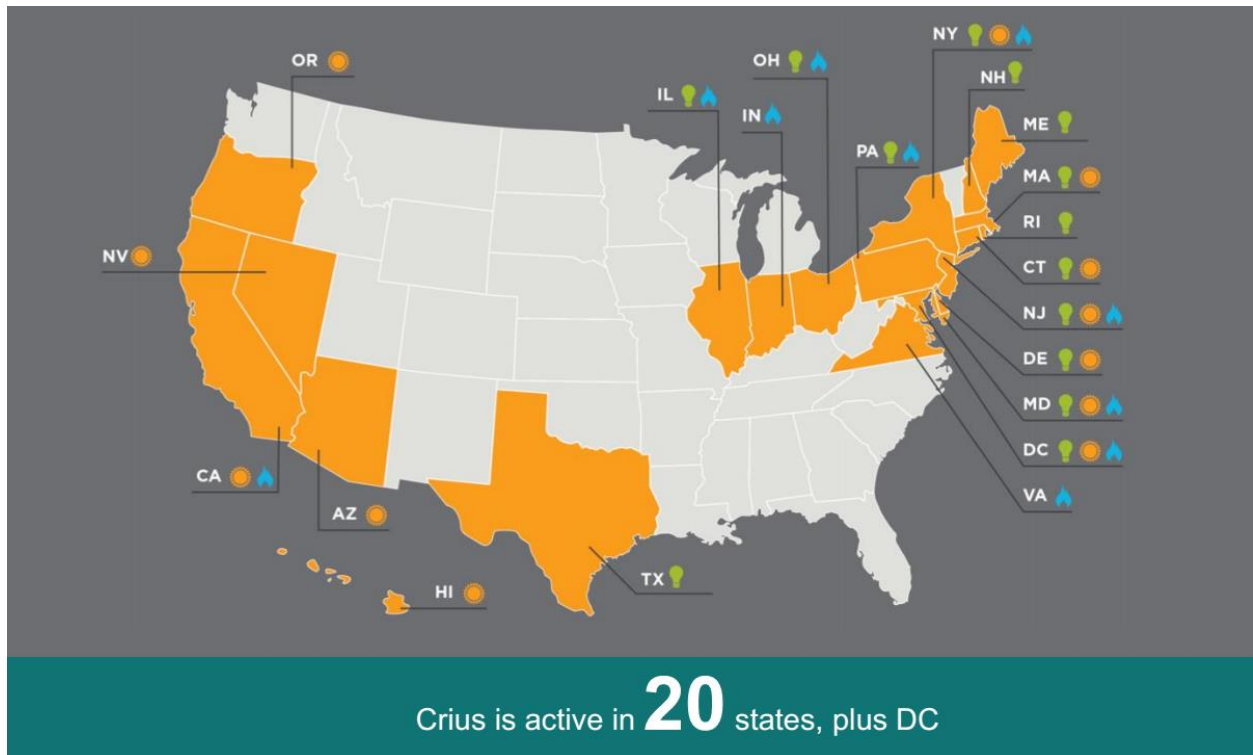 NY
OR
OH
IL
NH
IN
ME
PA
MA
RI
NV
CT
NJ
DE
MD
DC
CA
VA
AZ
TX
HI
Crius is active in 20 states, plus DC